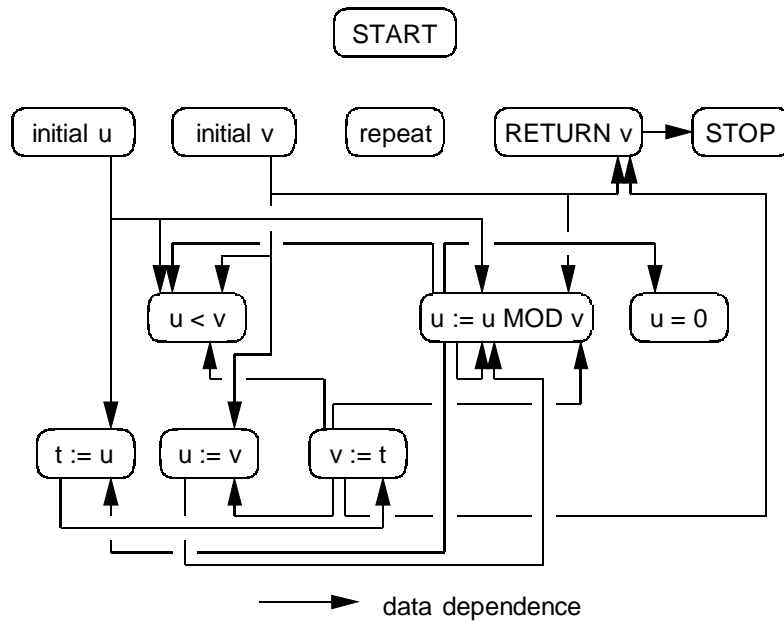 START
initial u
initial v
repeat
RETURN v
STOP
u < v
u := u MOD v
u = 0
t := u
u := v
v := t
data dependence